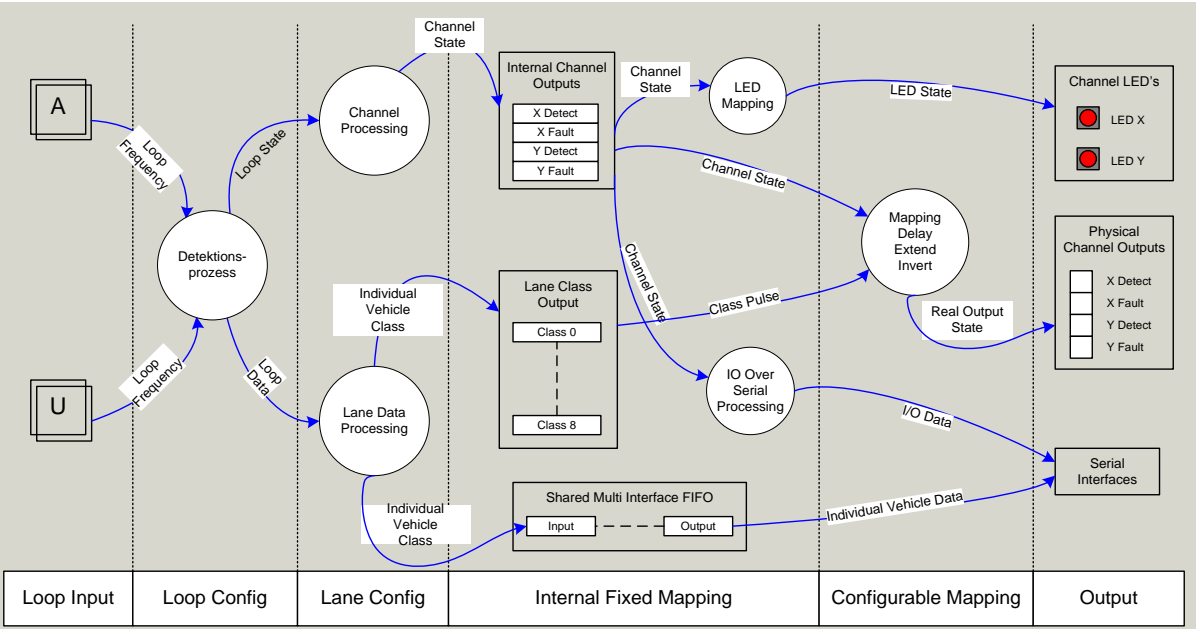 A
U
Loop
Frequency
Loop
Frequency
Detektions-
prozess
Loop State
Loop
Data
Channel
Processing
Lane Data
Processing
Channel
State
Individual
Vehicle
Class
Individual
Vehicle
Class
Internal Channel
Outputs
X Detect
X Fault
Y Detect
Y Fault
Lane Class
Output
Class 0
Class 8
Shared Multi Interface FIFO
Input
Output
Channel
State
LED
Mapping
Channel State
Channel State
Class Pulse
IO Over
Serial
Processing
LED State
Mapping
Delay
Extend
Invert
Real Output
State
I/O Data
Individual Vehicle Data
Channel LED's
LED X
LED Y
Physical
Channel Outputs
X Detect
X Fault
Y Detect
Y Fault
Serial
Interfaces
Loop Input
Loop Config
Lane Config
Internal Fixed Mapping
Configurable Mapping
Output